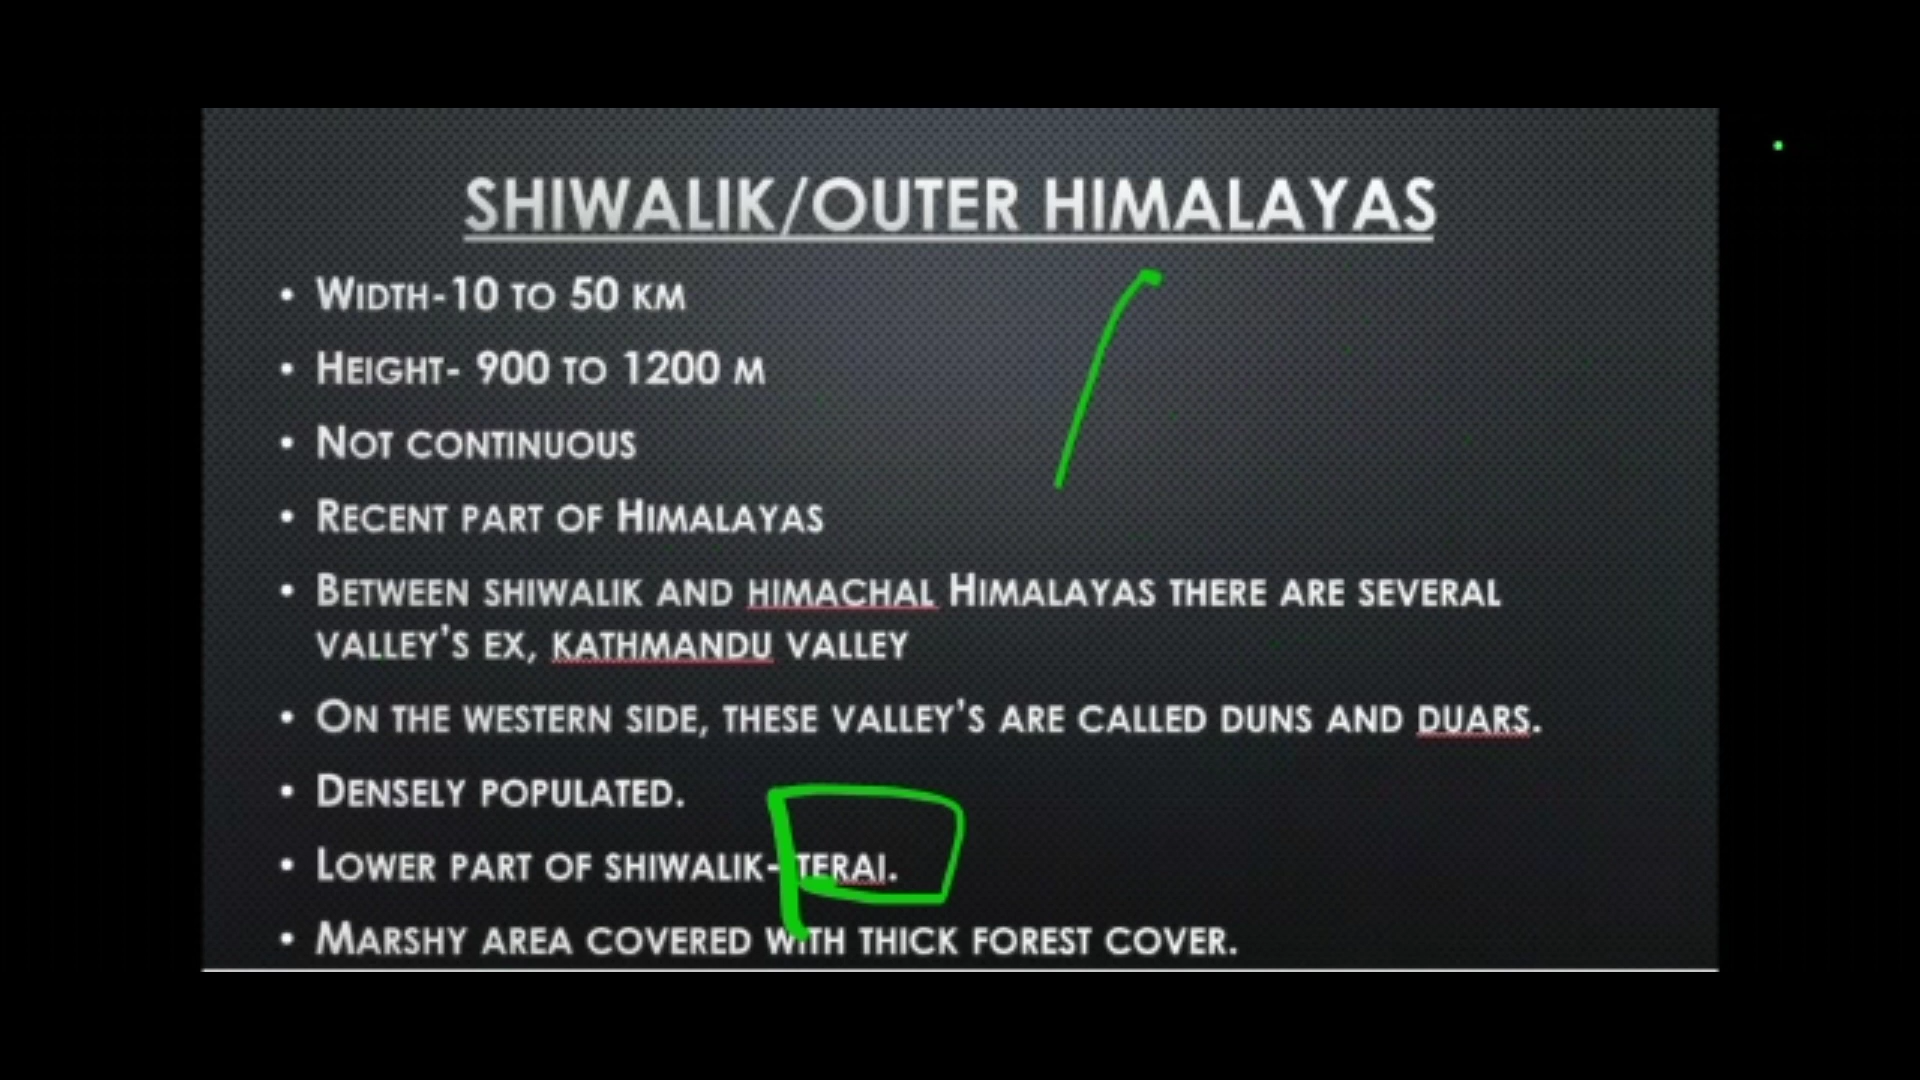 SHIWALIK/OUTER HIMALAYAS
• WIDTH-10 TO 50 KM
• HEIGHT- 900 TO 1200 M
• NOT CONTINUOUS
• RECENT PART OF HIMALAYAS
• BETWEEN SHIWALIK AND HIMACHAL HIMALAYAS THERE ARE SEVERAL
VALLEY'S EX, KATHMANDU VALLEY
• ON THE WESTERN SIDE, THESE VALLEY'S ARE CALLED DUNS AND DUARS.
• DENSELY POPULATED.
• LOWER PART OF SHIWALIK- TERAI.
• MARSHY AREA COVERED WITH THICK FOREST COVER.